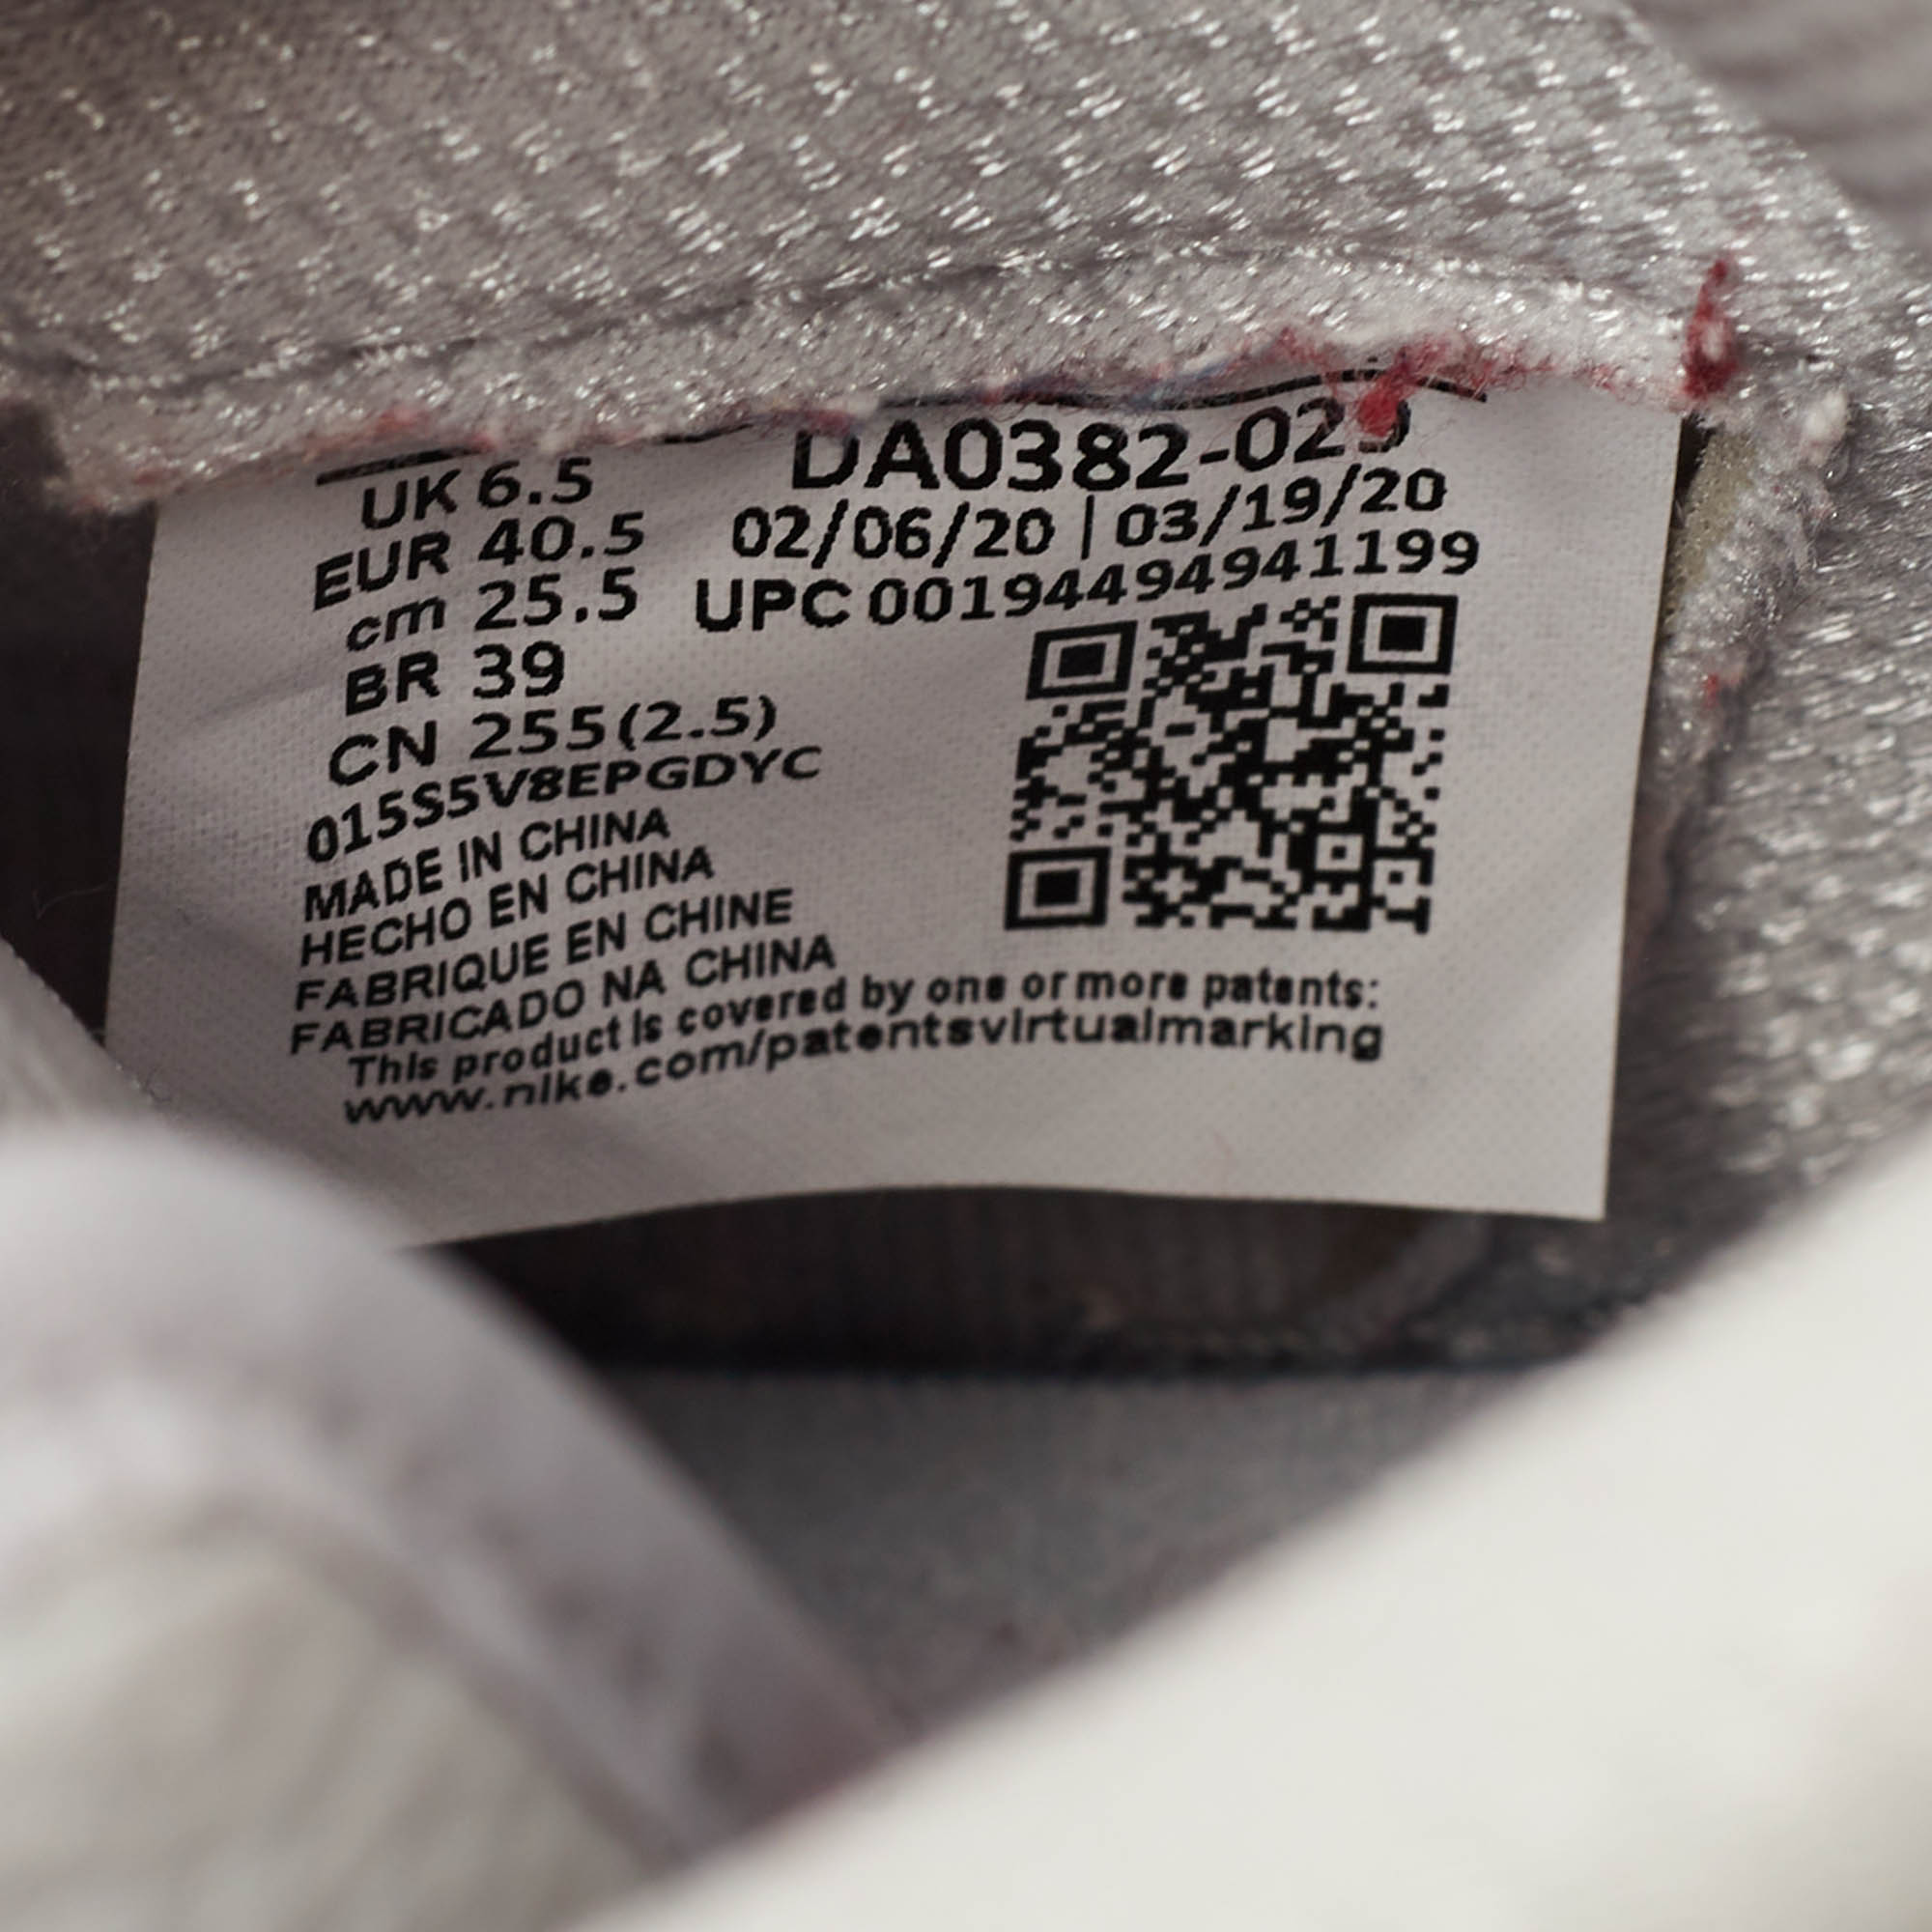 UK 6.5
EUR 40.5
cm 25.5
BR 39
CN 255(2.5)
015S5V8EPGDYC
MADE IN CHINA
HECHO EN CHINA
FABRIQUE EN CHINE
FABRICADO NA CHINA
02/06/20 | 03/19/20
UPC 00194494941199
This product is covered by one or more patents:
www.nike.com/patentsvirtualmarking